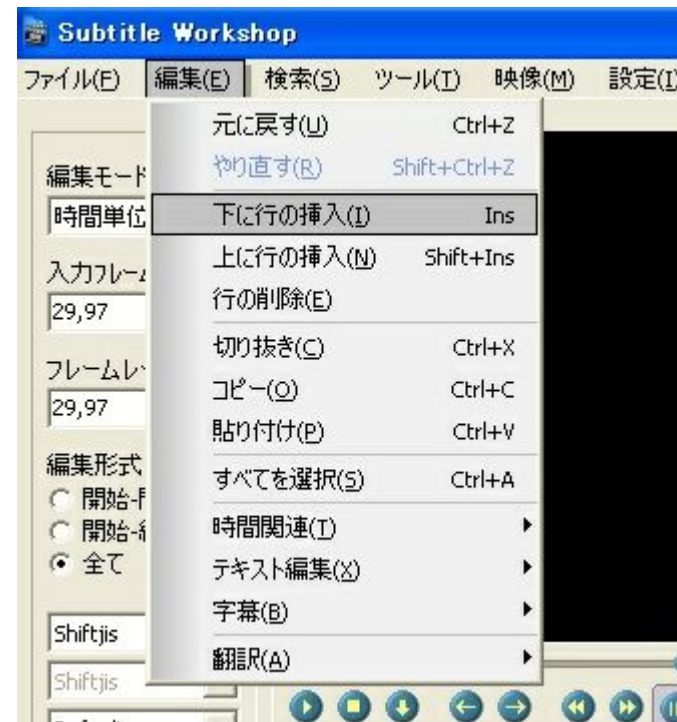 Subtitle Workshop
ファイル(F) 編集(E) 検索(S) ツール(T) 映像(M) 設定(I
元に戻す(U) Ctrl+Z
やり直す(R) Shift+Ctrl+Z
下に行の挿入(I) Ins
上に行の挿入(N) Shift+Ins
行の削除(E)
切り抜き(C) Ctrl+X
コピー(O) Ctrl+C
貼り付け(P) Ctrl+V
すべてを選択(S) Ctrl+A
時間関連(T)
テキスト編集(X)
字幕(B)
翻訳(A)
編集モード
時間単位
入力フレーム
29,97
フレームレ
29,97
編集形式
開始-
開始-
全て
Shiftjis
Shiftjis